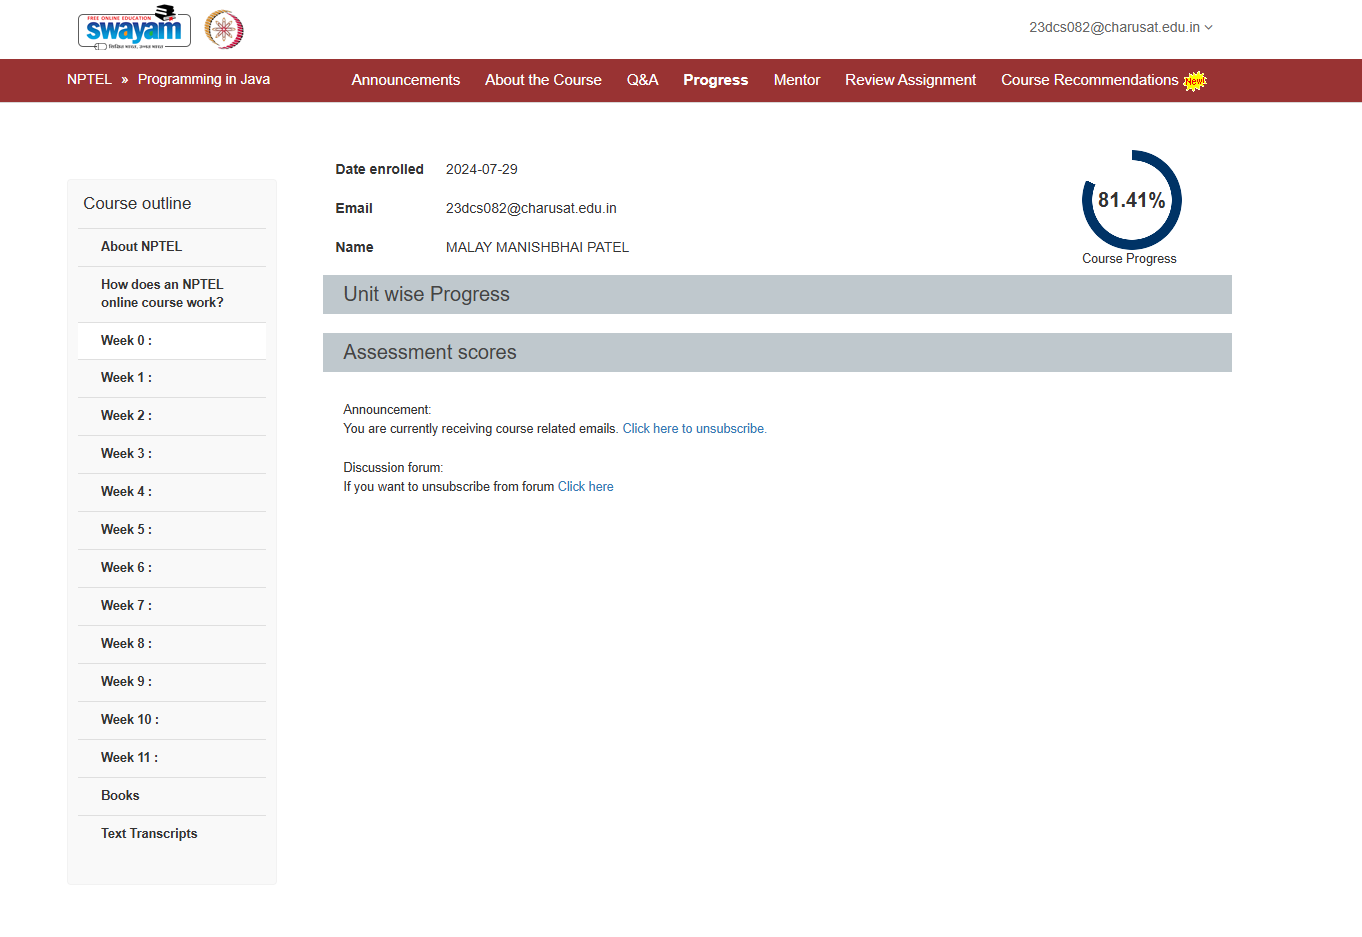 FREE ONLINE EDUCATION
swayam
शिक्षित भारत, उन्नत भारत
23dcs082@charusat.edu.in
NPTEL » Programming in Java
Announcements About the Course Q&A Progress Mentor Review Assignment Course Recommendations New!
Date enrolled 2024-07-29
Email 23dcs082@charusat.edu.in
Name MALAY MANISHBHAI PATEL
81.41%
Course Progress
Course outline
About NPTEL
How does an NPTEL
online course work?
Week 0 :
Week 1 :
Week 2 :
Week 3 :
Week 4 :
Week 5 :
Week 6 :
Week 7 :
Week 8 :
Week 9 :
Week 10 :
Week 11 :
Books
Text Transcripts
Unit wise Progress
Assessment scores
Announcement:
You are currently receiving course related emails. Click here to unsubscribe.
Discussion forum:
If you want to unsubscribe from forum Click here